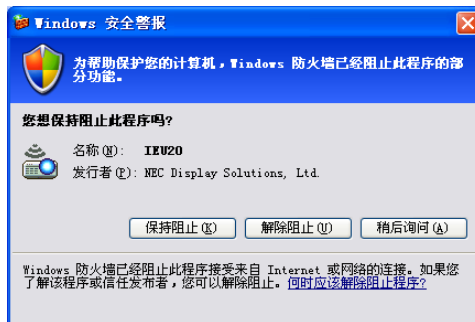 Windows 安全警报
为帮助保护您的计算机，Windows 防火墙已经阻止此程序的部
分功能。
您想保持阻止此程序吗?
名称(N): IEU20
发行者(P): NEC Display Solutions, Ltd.
保持阻止(K) 解除阻止(U) 稍后询问(A)
Windows 防火墙已经阻止此程序接受来自 Internet 或网络的连接。如果您
了解该程序或信任发布者，您可以解除阻止。何时应该解除阻止程序?